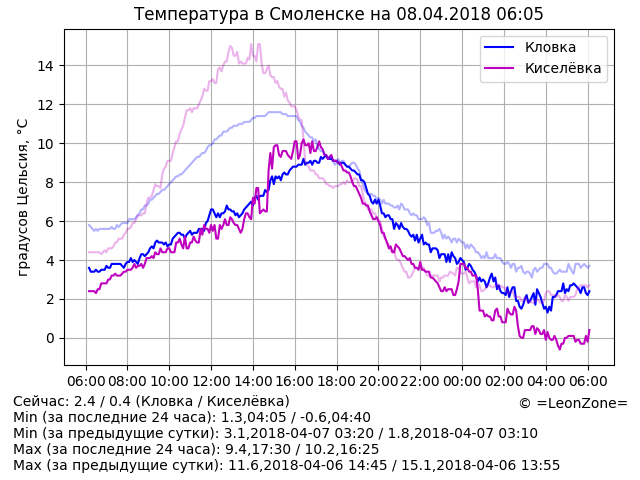 Температура в Смоленске на 08.04.2018 06:05
Кловка
Киселёвка
градусов Цельсия, °C
14
12
10
8
6
4
2
0
06:00 08:00 10:00 12:00 14:00 16:00 18:00 20:00 22:00 00:00 02:00 04:00 06:00
Сейчас: 2.4 / 0.4 (Кловка / Киселёвка)
© =LeonZone=
Min (за последние 24 часа): 1.3,04:05 / -0.6,04:40
Min (за предыдущие сутки): 3.1,2018-04-07 03:20 / 1.8,2018-04-07 03:10
Max (за последние 24 часа): 9.4,17:30 / 10.2,16:25
Max (за предыдущие сутки): 11.6,2018-04-06 14:45 / 15.1,2018-04-06 13:55